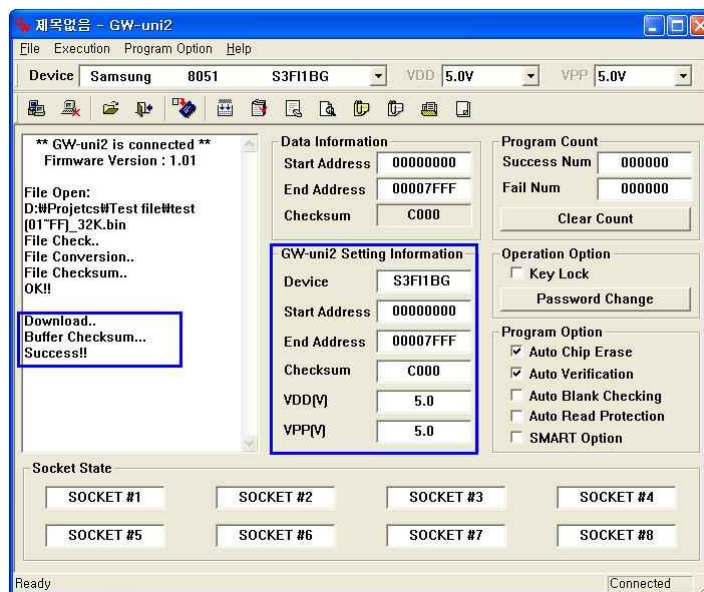 제목없음 - GW-uni2
File Execution Program Option Help
Device Samsung 8051 S3FI1BG VDD 5.0V VPP 5.0V
** GW-uni2 is connected **
Firmware Version : 1.01
File Open:
D:₩Projetcs₩Test file₩test
(01~FF)_32K.bin
File Check..
File Conversion..
File Checksum..
OK!!
Download..
Buffer Checksum...
Success!!
Data Information
Start Address 00000000
End Address 00007FFF
Checksum C000
GW-uni2 Setting Information
Device S3FI1BG
Start Address 00000000
End Address 00007FFF
Checksum C000
VDD(V) 5.0
VPP(V) 5.0
Program Count
Success Num 000000
Fail Num 000000
Clear Count
Operation Option
Key Lock
Password Change
Program Option
Auto Chip Erase
Auto Verification
Auto Blank Checking
Auto Read Protection
SMART Option
Socket State
SOCKET #1 SOCKET #2 SOCKET #3 SOCKET #4
SOCKET #5 SOCKET #6 SOCKET #7 SOCKET #8
Ready Connected